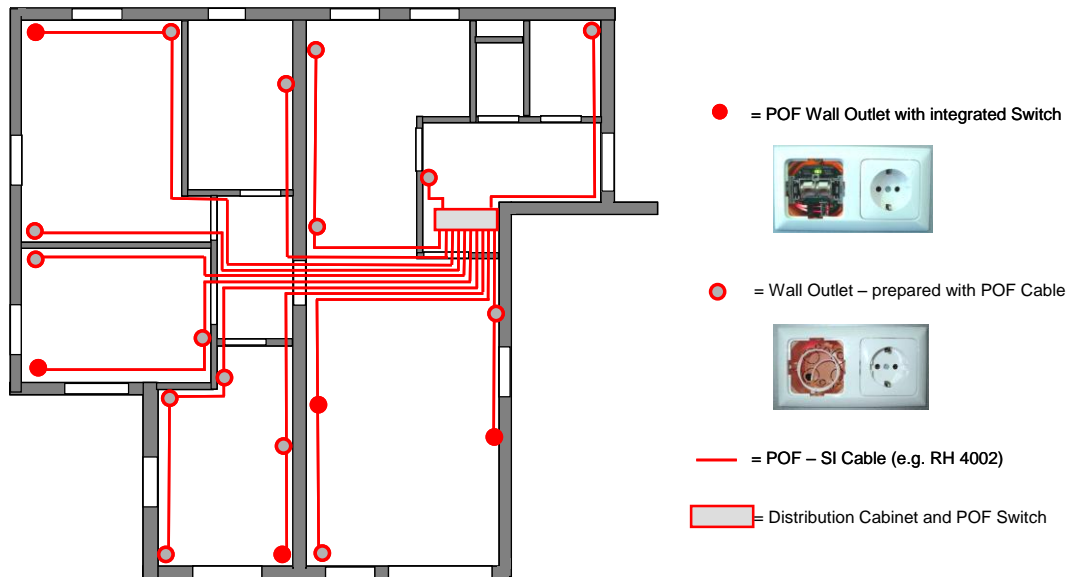 = POF Wall Outlet with integrated Switch
= Wall Outlet – prepared with POF Cable
= POF – SI Cable (e.g. RH 4002)
= Distribution Cabinet and POF Switch